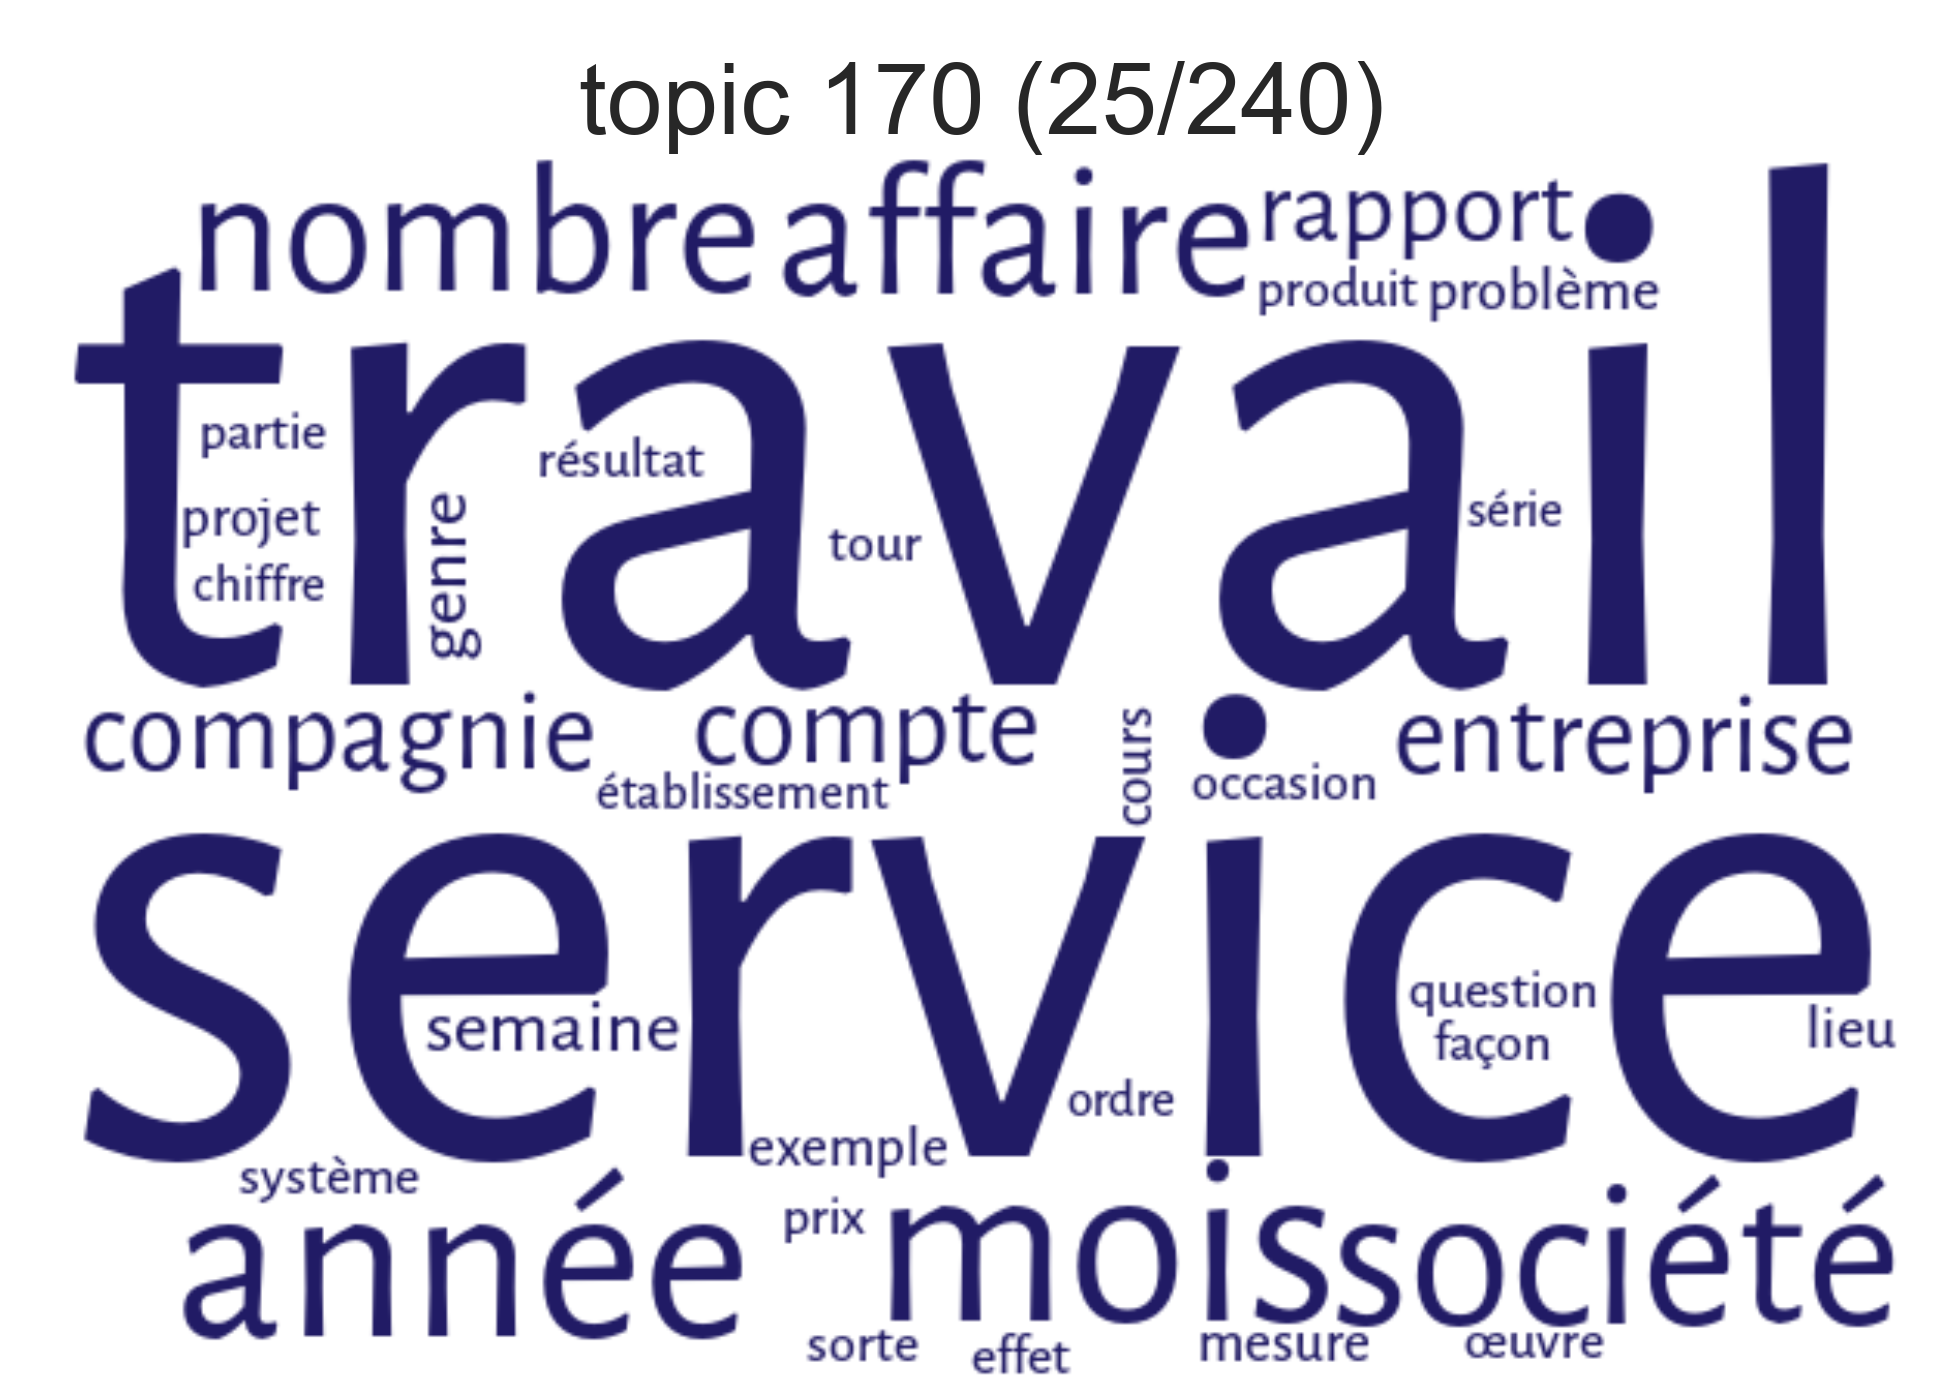 topic 170 (25/240)
nombre affaire rapport
produit problème
travail
partie
résultat
projet
genre
tour
série
chiffre
compagnie compte entreprise
établissement
cours
occasion
service
semaine
question
façon
lieu
ordre
exemple
système
année
prix
mois société
sorte effet mesure œuvre